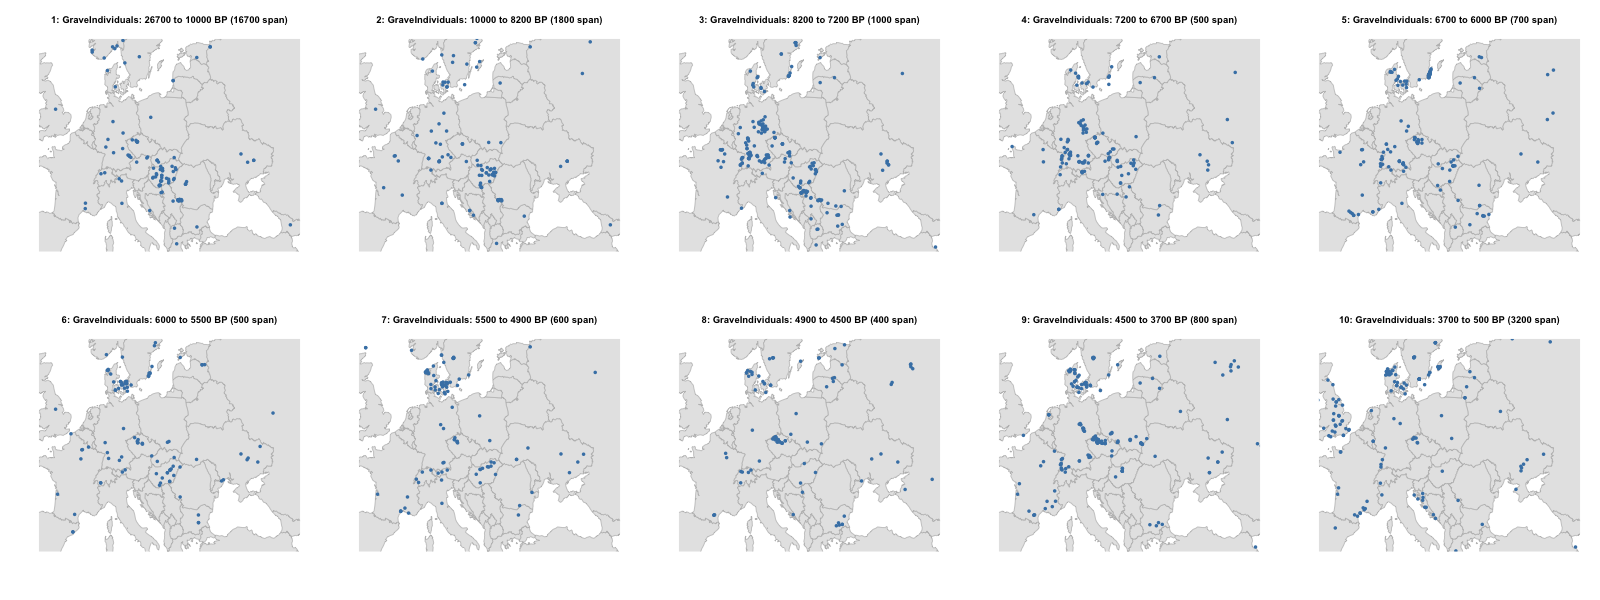 1: GraveIndividuals: 26700 to 10000 BP (16700 span)
2: GraveIndividuals: 10000 to 8200 BP (1800 span)
3: GraveIndividuals: 8200 to 7200 BP (1000 span)
4: GraveIndividuals: 7200 to 6700 BP (500 span)
5: GraveIndividuals: 6700 to 6000 BP (700 span)
6: GraveIndividuals: 6000 to 5500 BP (500 span)
7: GraveIndividuals: 5500 to 4900 BP (600 span)
8: GraveIndividuals: 4900 to 4500 BP (400 span)
9: GraveIndividuals: 4500 to 3700 BP (800 span)
10: GraveIndividuals: 3700 to 500 BP (3200 span)